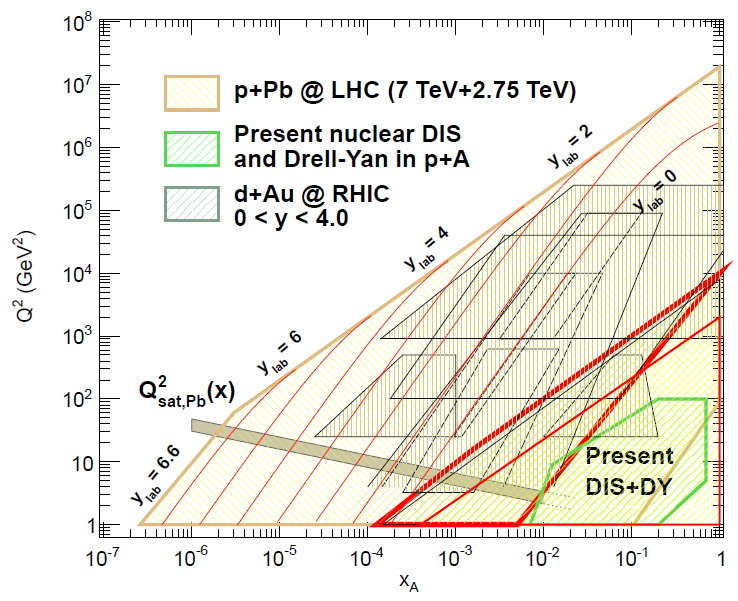 10⁸
10⁷
10⁶
10⁵
10⁴
10³
10²
10
1
Q² (GeV²)
p+Pb @ LHC (7 TeV+2.75 TeV)
Present nuclear DIS
and Drell-Yan in p+A
d+Au @ RHIC
0 < y < 4.0
y_lab = 2
y_lab = 0
y_lab = 4
y_lab = 6
y_lab = 6.6
Q²_sat,Pb(x)
Present
DIS+DY
10⁻⁷ 10⁻⁶ 10⁻⁵ 10⁻⁴ 10⁻³ 10⁻² 10⁻¹ 1
x_A